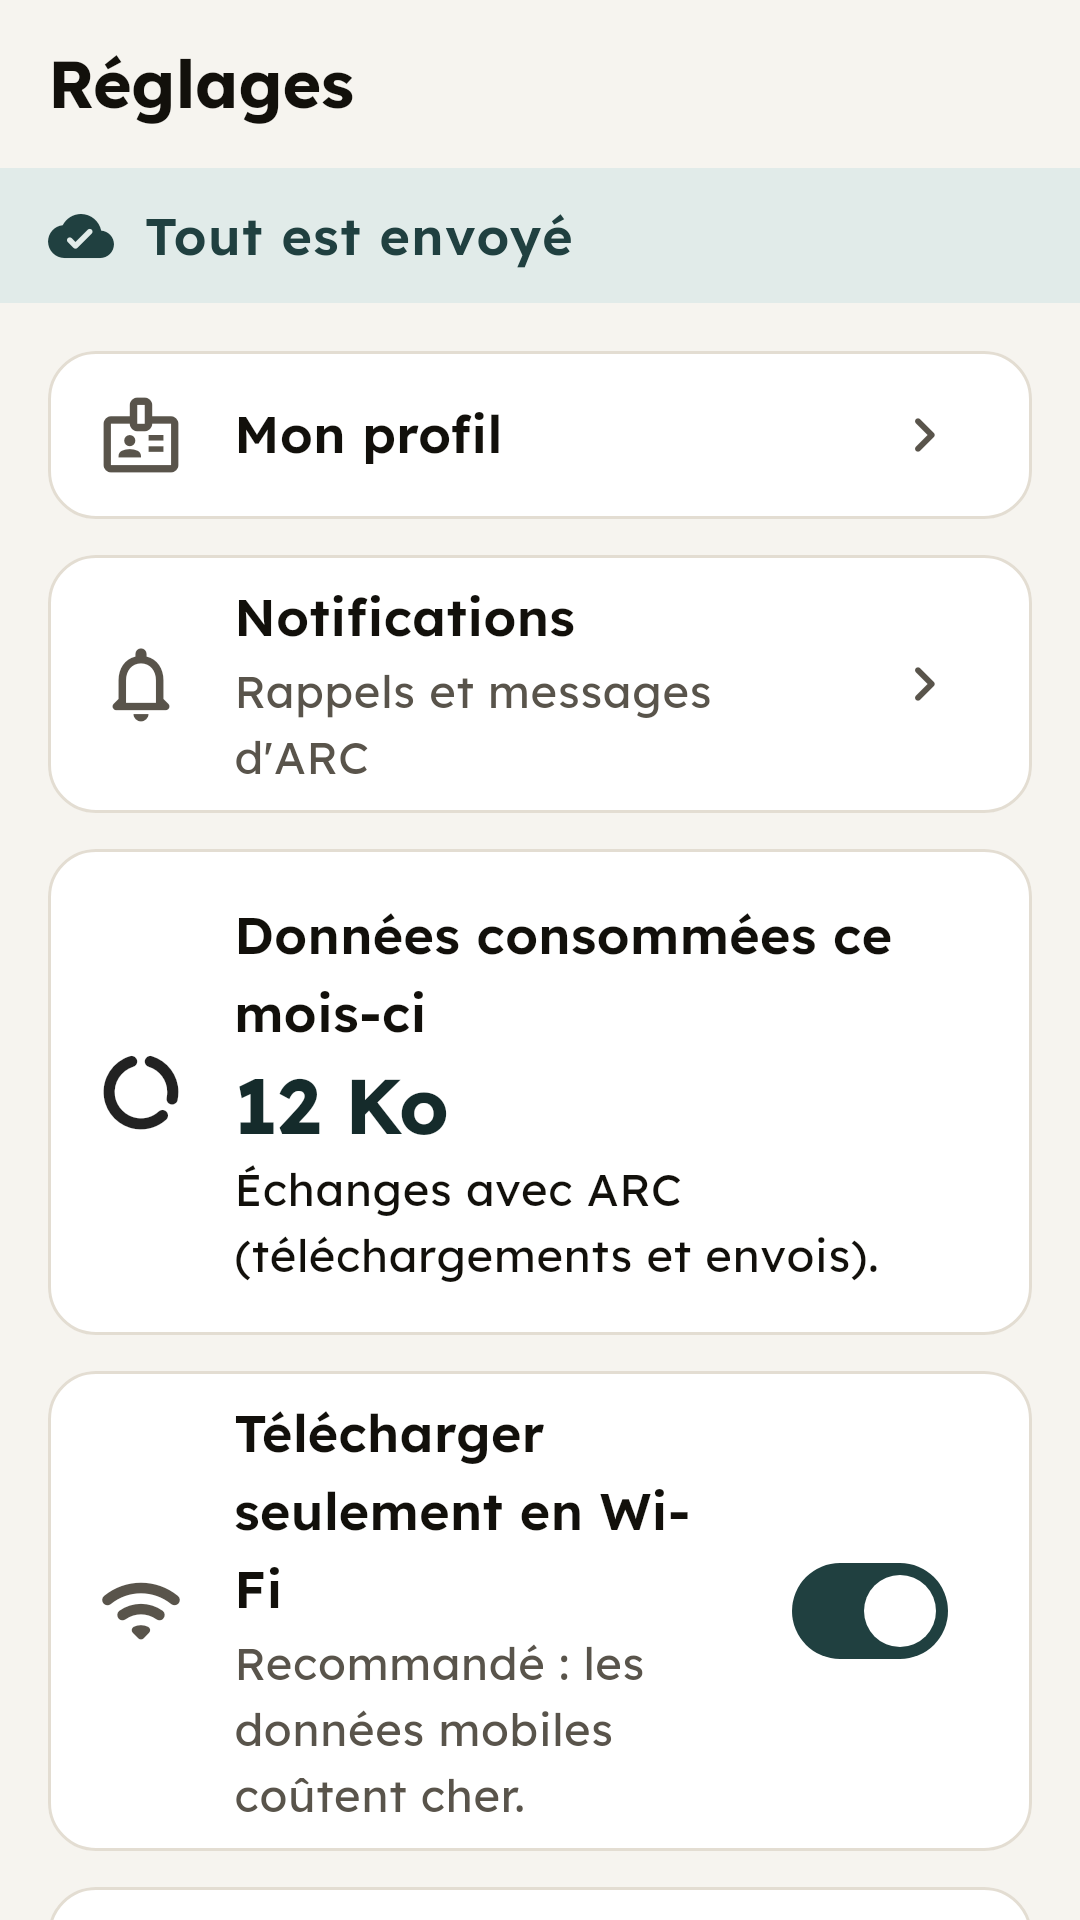 Réglages
Tout est envoyé
Mon profil
Notifications
Rappels et messages
d'ARC
Données consommées ce
mois-ci
12 Ko
Échanges avec ARC
(téléchargements et envois).
Télécharger
seulement en Wi-
Fi
Recommandé : les
données mobiles
coûtent cher.